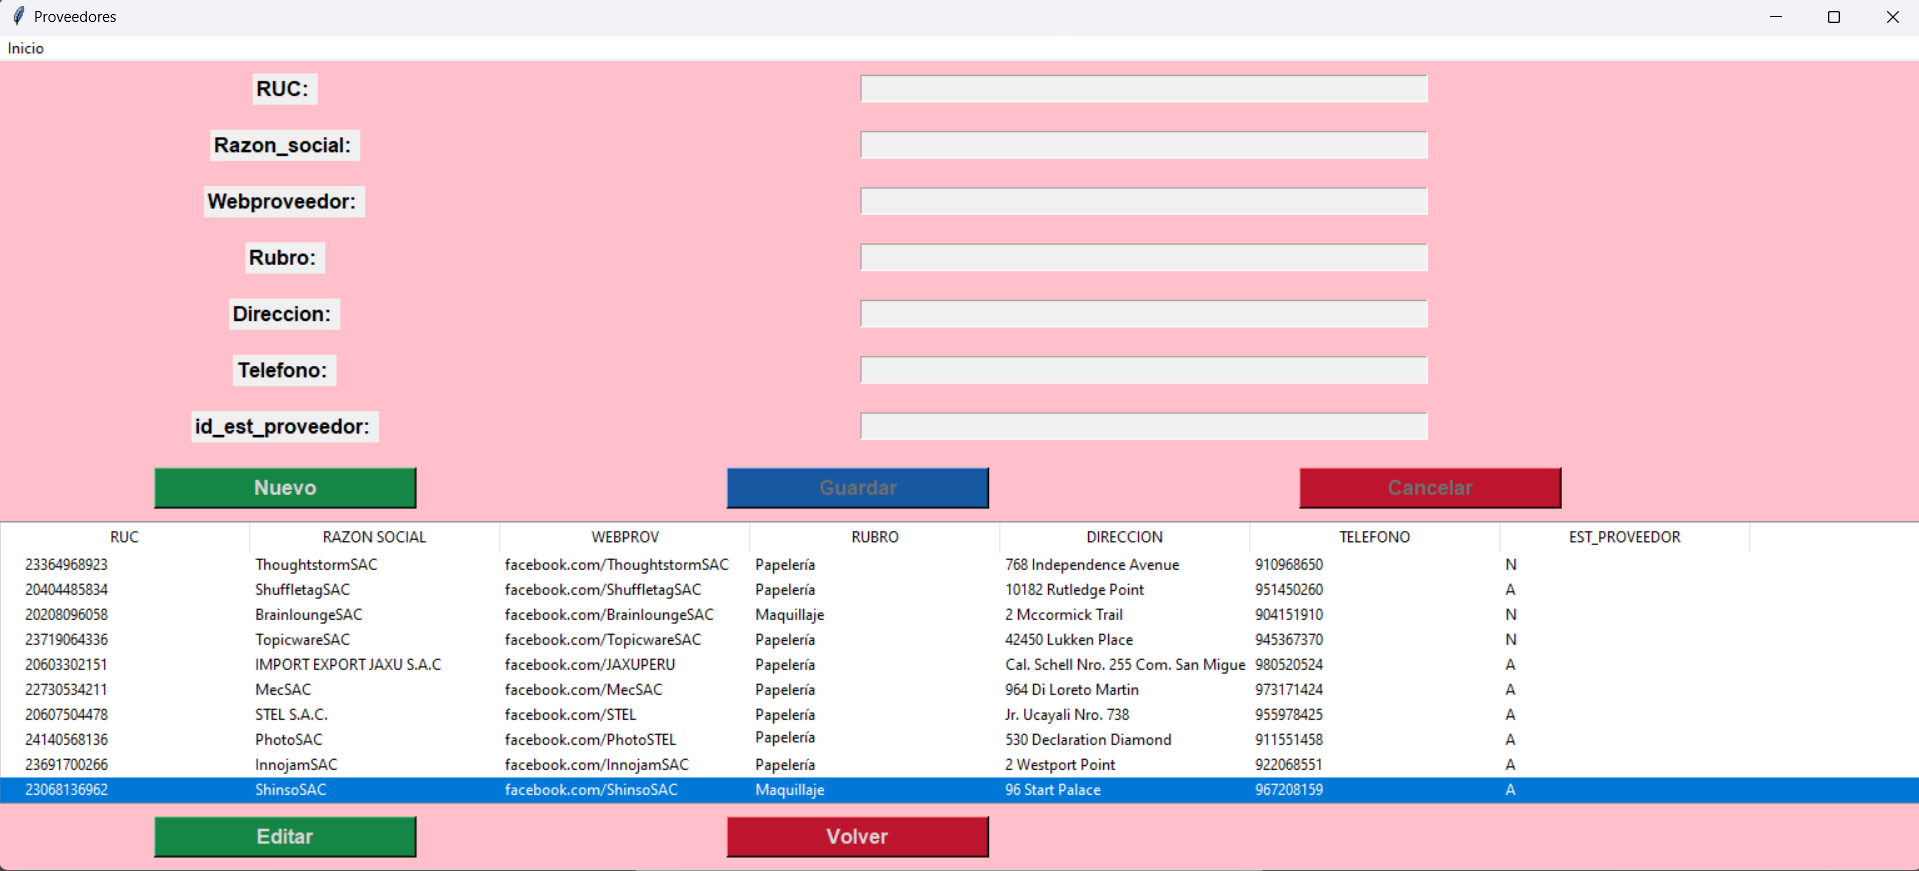 Proveedores
Inicio
RUC:
Razon_social:
Webproveedor:
Rubro:
Direccion:
Telefono:
id_est_proveedor:
Nuevo Guardar Cancelar
RUC RAZON SOCIAL WEBPROV RUBRO DIRECCION TELEFONO EST_PROVEEDOR
23364968923 ThoughtstormSAC facebook.com/ThoughtstormSAC Papelería 768 Independence Avenue 910968650 N
20404485834 ShuffletagSAC facebook.com/ShuffletagSAC Papelería 10182 Rutledge Point 951450260 A
20208096058 BrainloungeSAC facebook.com/BrainloungeSAC Maquillaje 2 Mccormick Trail 904151910 N
23719064336 TopicwareSAC facebook.com/TopicwareSAC Papelería 42450 Lukken Place 945367370 N
20603302151 IMPORT EXPORT JAXU S.A.C facebook.com/JAXUPERU Papelería Cal. Schell Nro. 255 Com. San Migue 980520524 A
22730534211 MecSAC facebook.com/MecSAC Papelería 964 Di Loreto Martin 973171424 A
20607504478 STEL S.A.C. facebook.com/STEL Papelería Jr. Ucayali Nro. 738 955978425 A
24140568136 PhotoSAC facebook.com/PhotoSTEL Papelería 530 Declaration Diamond 911551458 A
23691700266 InnojamSAC facebook.com/InnojamSAC Papelería 2 Westport Point 922068551 A
23068136962 ShinsoSAC facebook.com/ShinsoSAC Maquillaje 96 Start Palace 967208159 A
Editar Volver